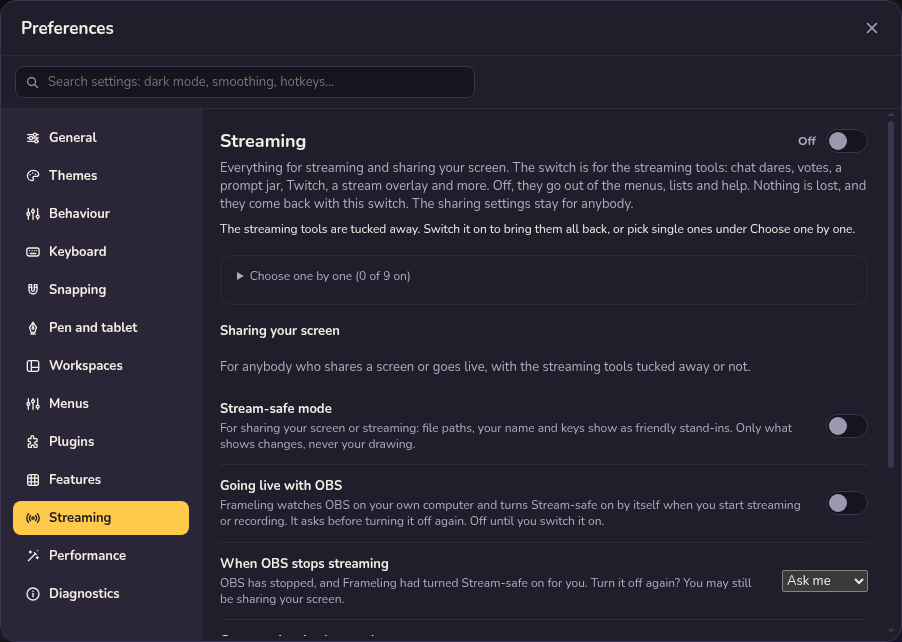 Preferences
Search settings: dark mode, smoothing, hotkeys...
General
Themes
Behaviour
Keyboard
Snapping
Pen and tablet
Workspaces
Menus
Plugins
Features
Streaming
Performance
Diagnostics
Streaming
Off
Everything for streaming and sharing your screen. The switch is for the streaming tools: chat dares, votes, a
prompt jar, Twitch, a stream overlay and more. Off, they go out of the menus, lists and help. Nothing is lost, and
they come back with this switch. The sharing settings stay for anybody.
The streaming tools are tucked away. Switch it on to bring them all back, or pick single ones under Choose one by one.
Choose one by one (0 of 9 on)
Sharing your screen
For anybody who shares a screen or goes live, with the streaming tools tucked away or not.
Stream-safe mode
For sharing your screen or streaming: file paths, your name and keys show as friendly stand-ins. Only what
shows changes, never your drawing.
Going live with OBS
Frameling watches OBS on your own computer and turns Stream-safe on by itself when you start streaming
or recording. It asks before turning it off again. Off until you switch it on.
When OBS stops streaming
OBS has stopped, and Frameling had turned Stream-safe on for you. Turn it off again? You may still
be sharing your screen.
Ask me